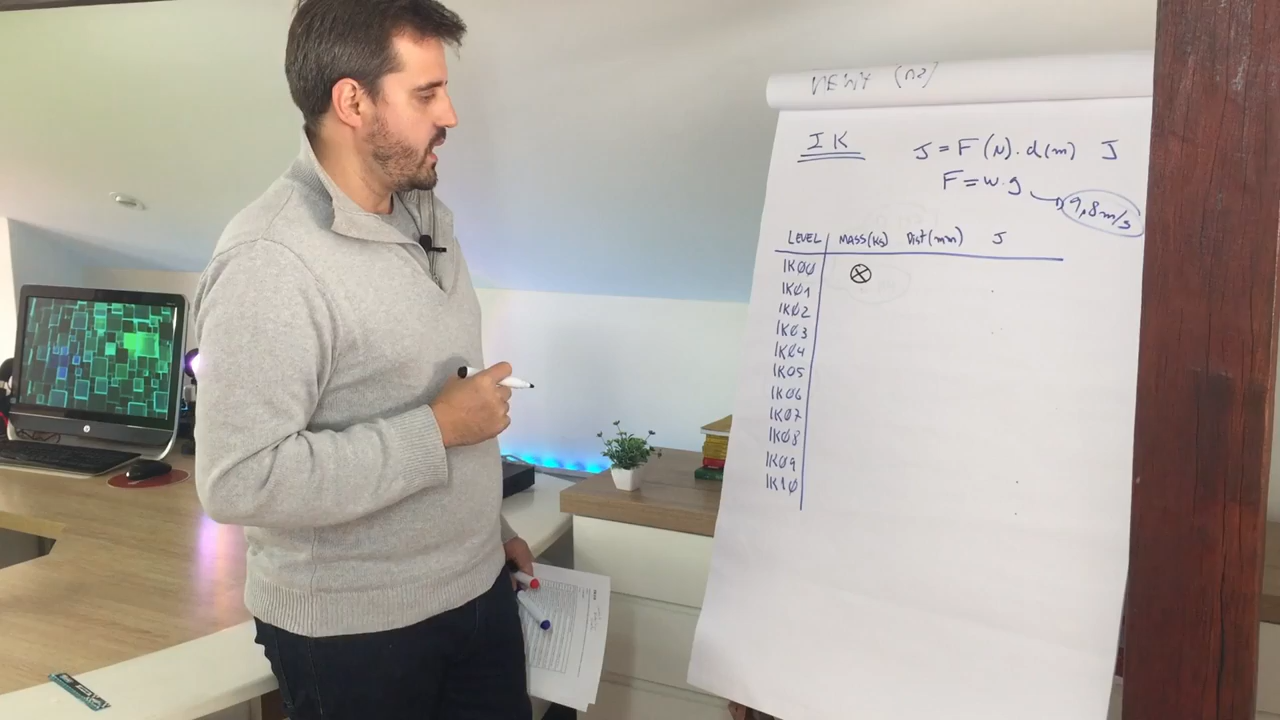 IK
J = F (N) . d(m) J
F = w . g
9,8 m/s
LEVEL MASS(KG) DIST(mm) J
IK00 ⊗
IK01
IK02
IK03
IK04
IK05
IK06
IK07
IK08
IK09
IK10
hp